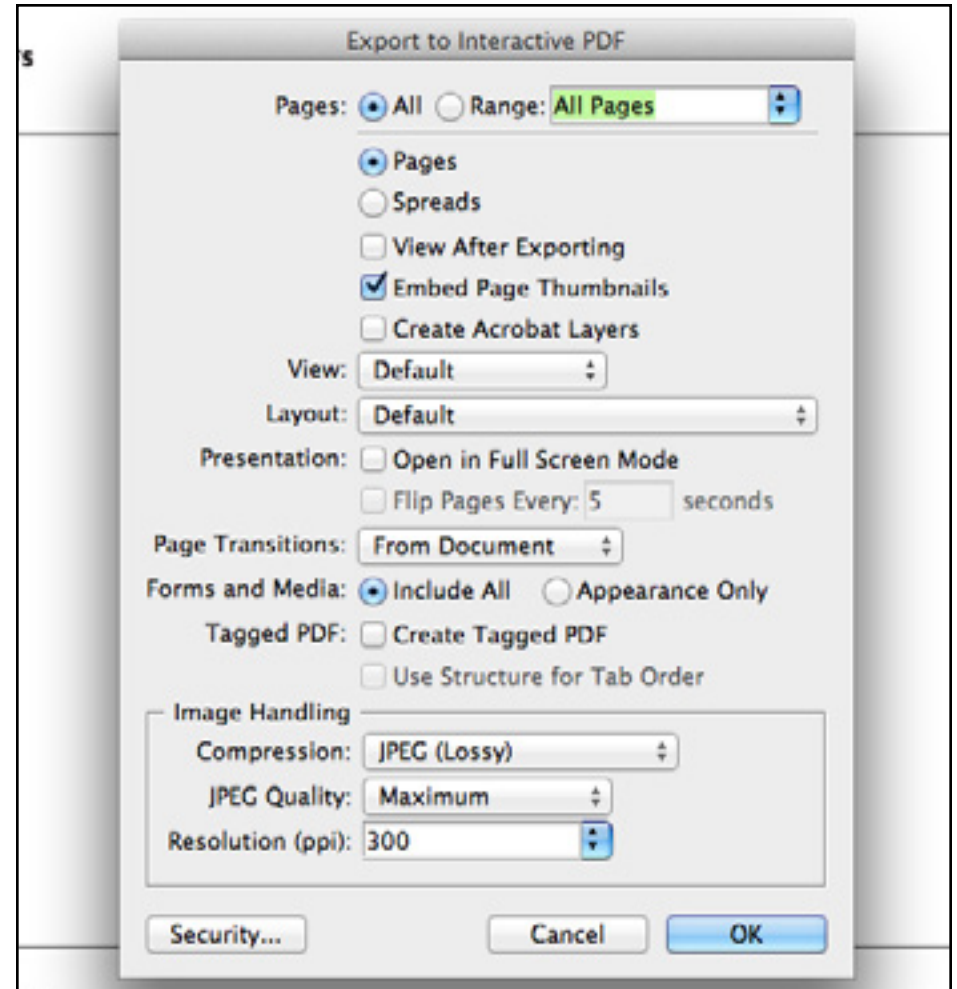 rs
Export to Interactive PDF
Pages: All Range: All Pages
Pages
Spreads
View After Exporting
Embed Page Thumbnails
Create Acrobat Layers
View: Default
Layout: Default
Presentation: Open in Full Screen Mode
Flip Pages Every: 5 seconds
Page Transitions: From Document
Forms and Media: Include All Appearance Only
Tagged PDF: Create Tagged PDF
Use Structure for Tab Order
Image Handling
Compression: JPEG (Lossy)
JPEG Quality: Maximum
Resolution (ppi): 300
Security... Cancel OK